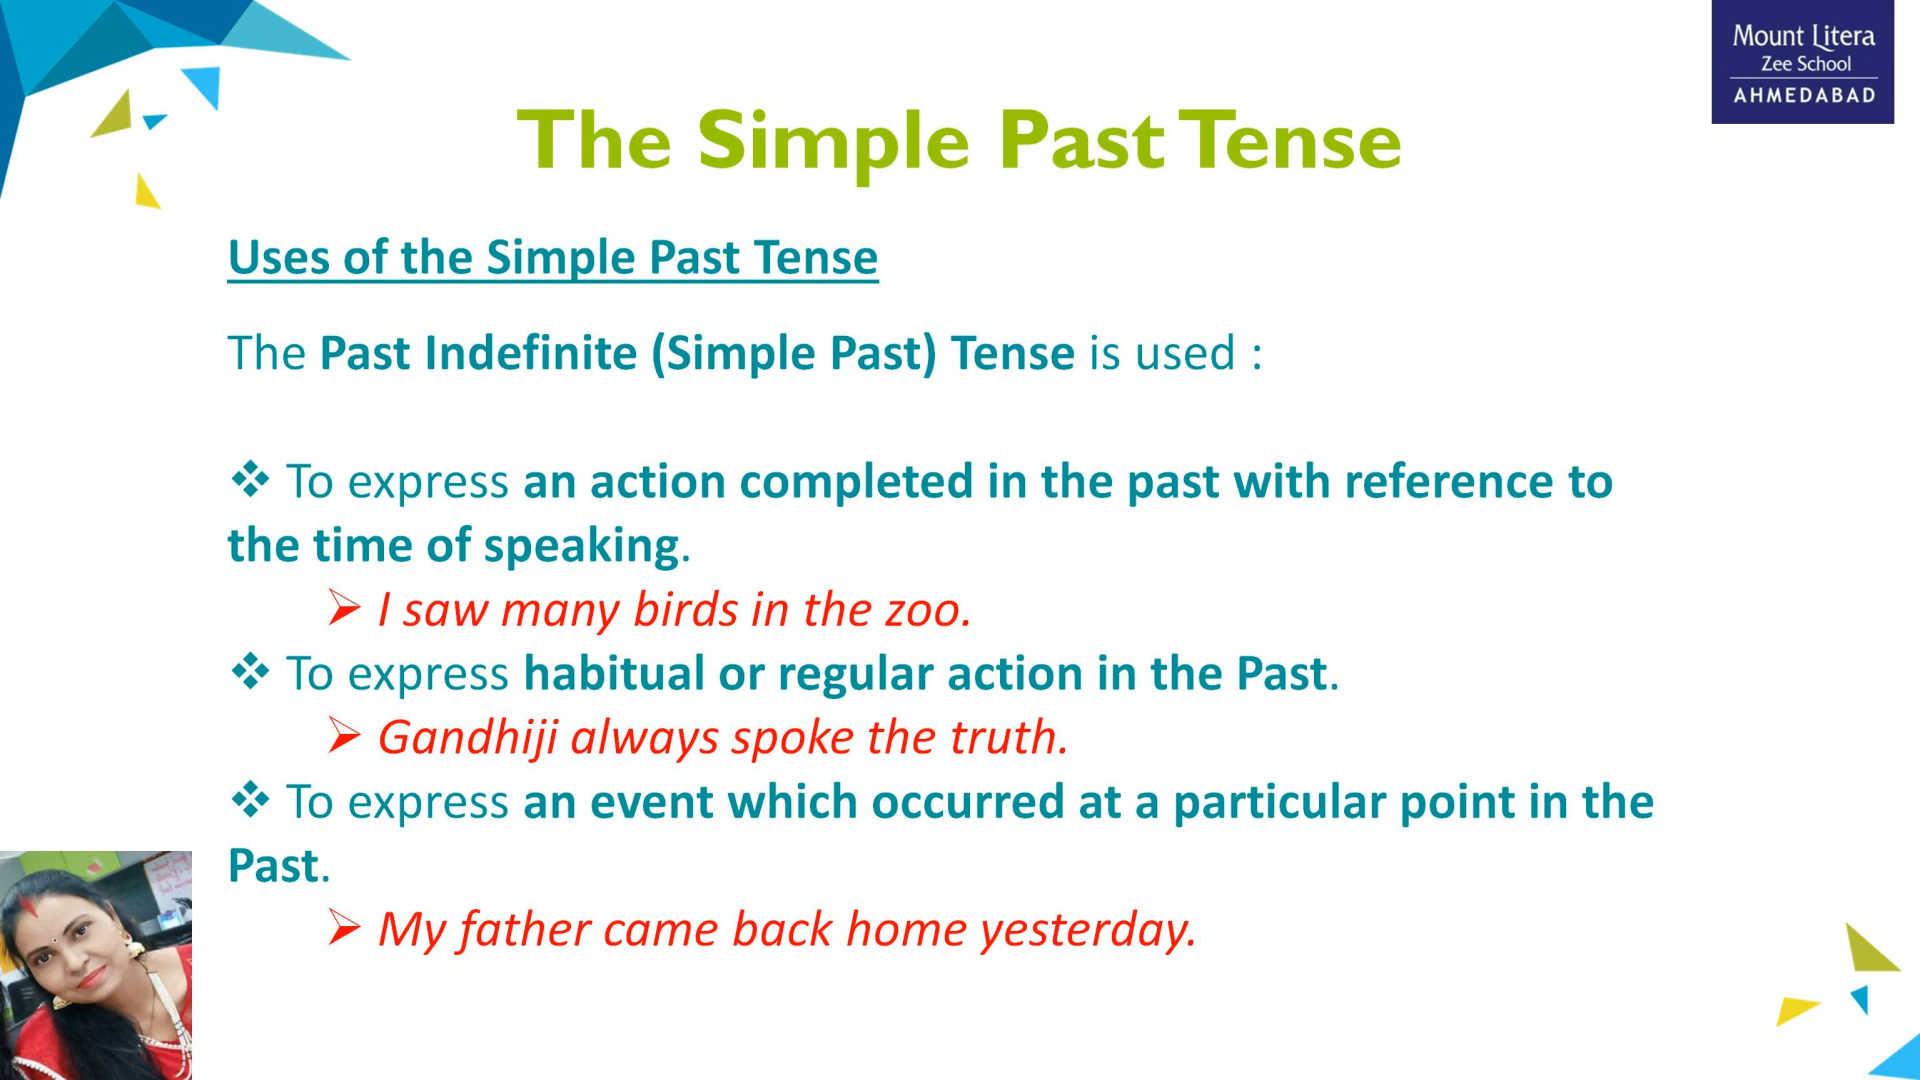 Mount Litera
Zee School
AHMEDABAD
The Simple Past Tense
Uses of the Simple Past Tense
The Past Indefinite (Simple Past) Tense is used :
❖ To express an action completed in the past with reference to
the time of speaking.
➢ I saw many birds in the zoo.
❖ To express habitual or regular action in the Past.
➢ Gandhiji always spoke the truth.
❖ To express an event which occurred at a particular point in the
Past.
➢ My father came back home yesterday.